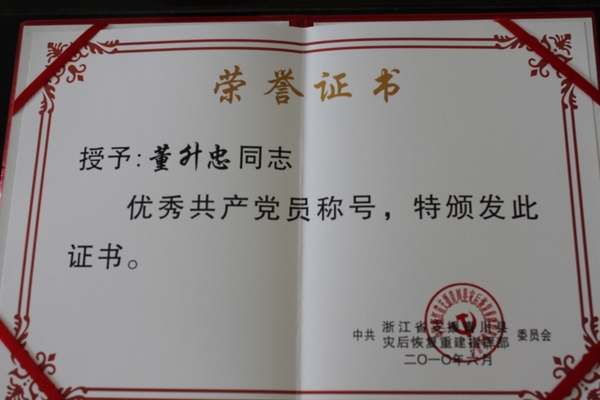 荣誉证书
授予:董升忠同志
优秀共产党员称号，特颁发此
证书。
中共 浙江省支援青川县 委员会
灾后恢复重建指挥部
二〇一〇年六月